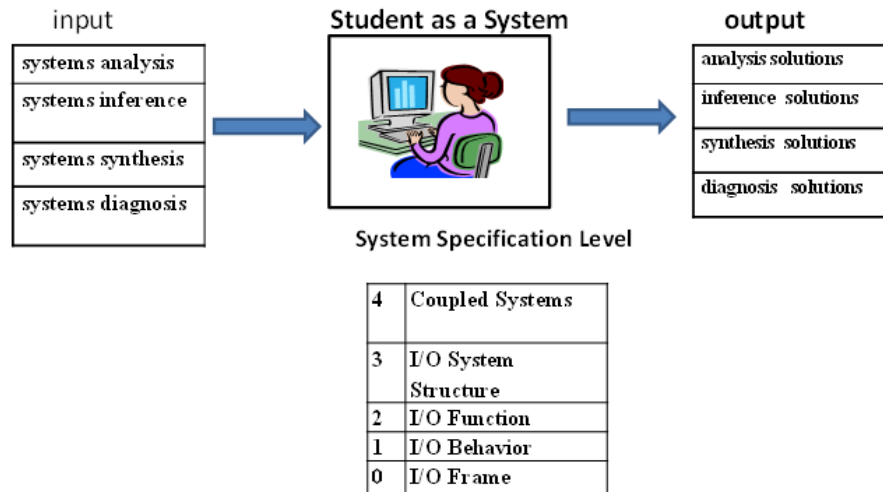 input
Student as a System
output
systems analysis
systems inference
systems synthesis
systems diagnosis
analysis solutions
inference solutions
synthesis solutions
diagnosis solutions
System Specification Level
4 Coupled Systems
3 I/O System
Structure
2 I/O Function
1 I/O Behavior
0 I/O Frame